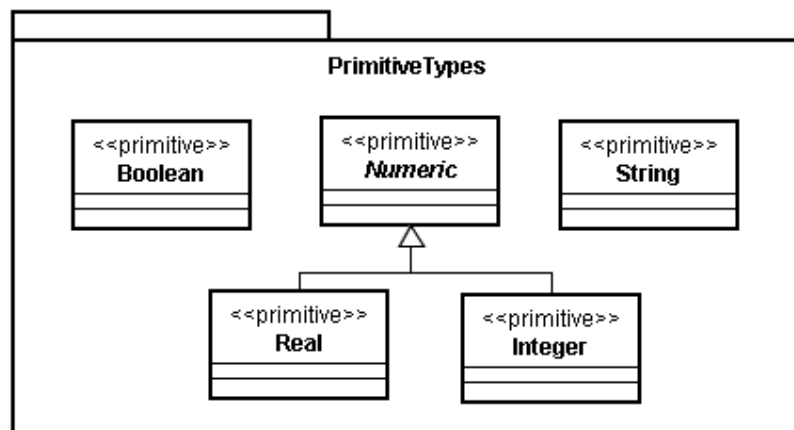 PrimitiveTypes
<<primitive>>
Boolean
<<primitive>>
Numeric
<<primitive>>
String
<<primitive>>
Real
<<primitive>>
Integer